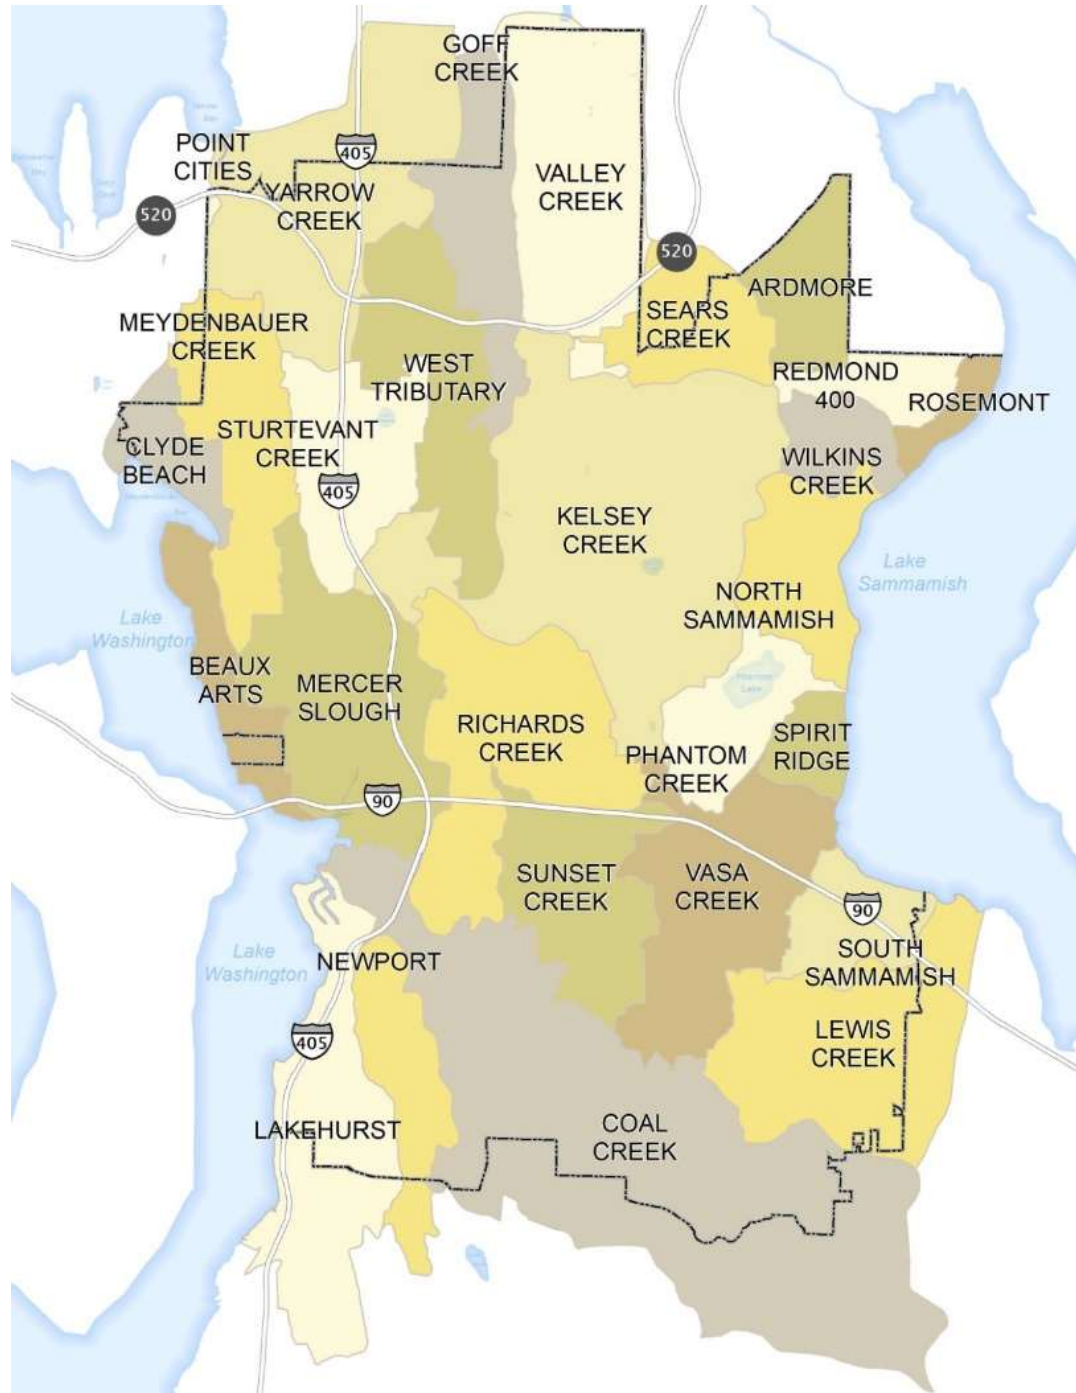 GOFF
CREEK
POINT
CITIES
405
YARROW
CREEK
VALLEY
CREEK
520
520
ARDMORE
MEYDENBAUER
CREEK
SEARS
CREEK
WEST
TRIBUTARY
REDMOND
400
ROSEMONT
STURTEVANT
CREEK
CLYDE
BEACH
WILKINS
CREEK
405
KELSEY
CREEK
Lake
Sammamish
NORTH
SAMMAMISH
Lake
Washington
BEAUX
ARTS
MERCER
SLOUGH
RICHARDS
CREEK
PHANTOM
CREEK
SPIRIT
RIDGE
90
SUNSET
CREEK
VASA
CREEK
90
SOUTH
SAMMAMISH
Lake
Washington
NEWPORT
LEWIS
CREEK
405
LAKEHURST
COAL
CREEK